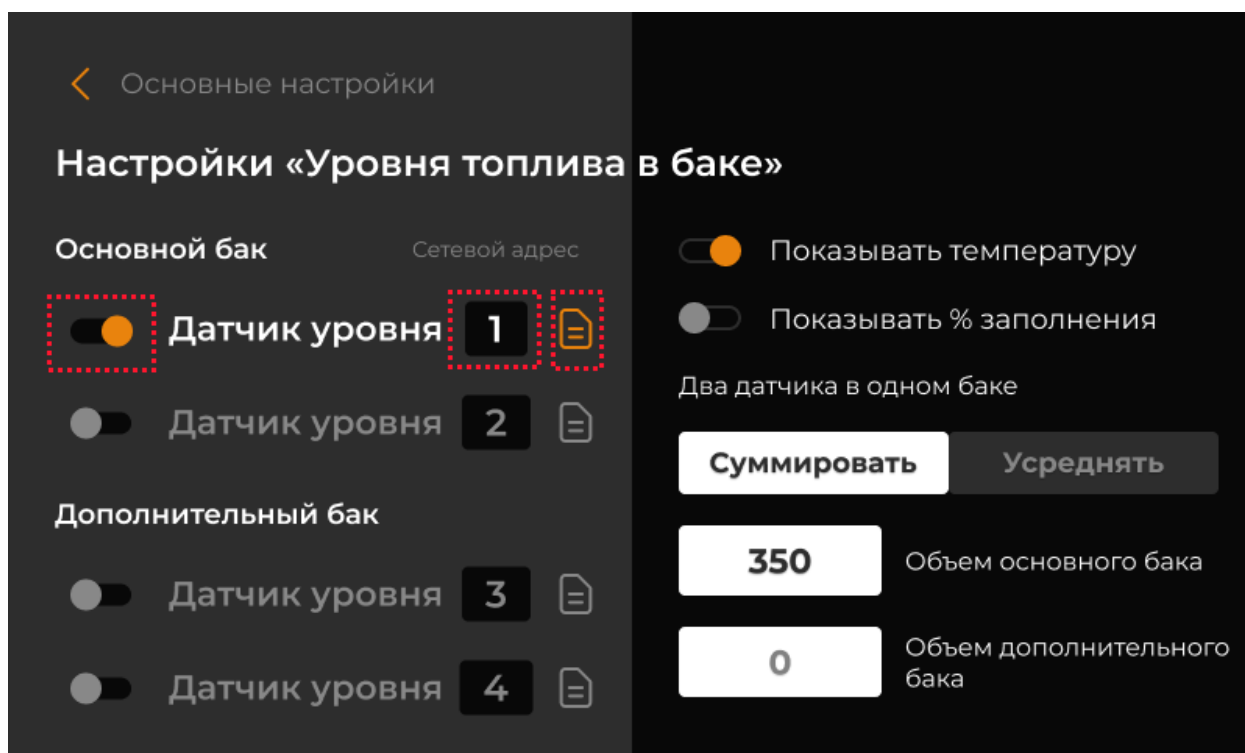 Основные настройки
Настройки «Уровня топлива в баке»
Основной бак Сетевой адрес
Датчик уровня 1
Датчик уровня 2
Дополнительный бак
Датчик уровня 3
Датчик уровня 4
Показывать температуру
Показывать % заполнения
Два датчика в одном баке
Суммировать Усреднять
350 Объем основного бака
0 Объем дополнительного
бака